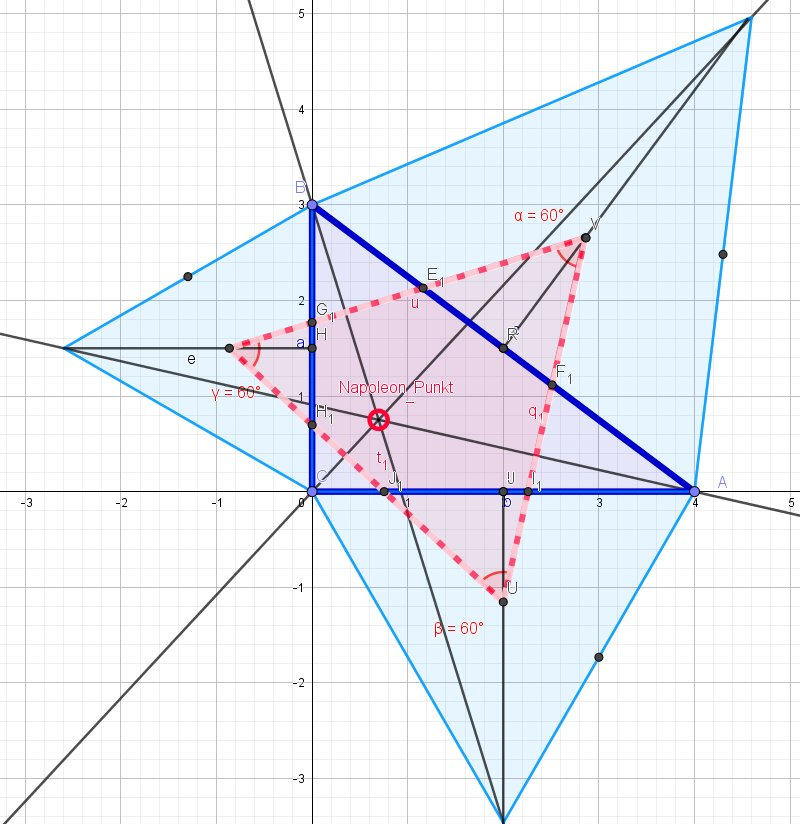 5
4
B
3
α = 60°
V
E₁
u
2
G₁
H
a
R
e
F₁
γ = 60°
Napoleon_Punkt
1
H₁
q₁
t₁
C
J₁
I₁
A
-3
-2
-1
0
1
3
4
5
-1
U
β = 60°
-2
-3